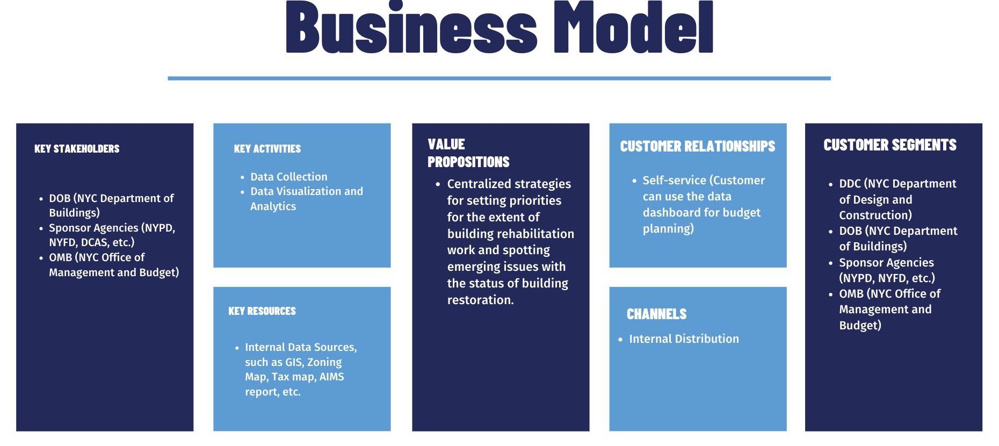 Business Model
KEY STAKEHOLDERS
• DOB (NYC Department of
Buildings)
• Sponsor Agencies (NYPD,
NYFD, DCAS, etc.)
• OMB (NYC Office of
Management and Budget)
KEY ACTIVITIES
• Data Collection
• Data Visualization and
Analytics
KEY RESOURCES
• Internal Data Sources,
such as GIS, Zoning
Map, Tax map, AIMS
report, etc.
VALUE
PROPOSITIONS
• Centralized strategies
for setting priorities
for the extent of
building rehabilitation
work and spotting
emerging issues with
the status of building
restoration.
CUSTOMER RELATIONSHIPS
• Self-service (Customer
can use the data
dashboard for budget
planning)
CHANNELS
• Internal Distribution
CUSTOMER SEGMENTS
• DDC (NYC Department
of Design and
Construction)
• DOB (NYC Department
of Buildings)
• Sponsor Agencies
(NYPD, NYFD, etc.)
• OMB (NYC Office of
Management and
Budget)